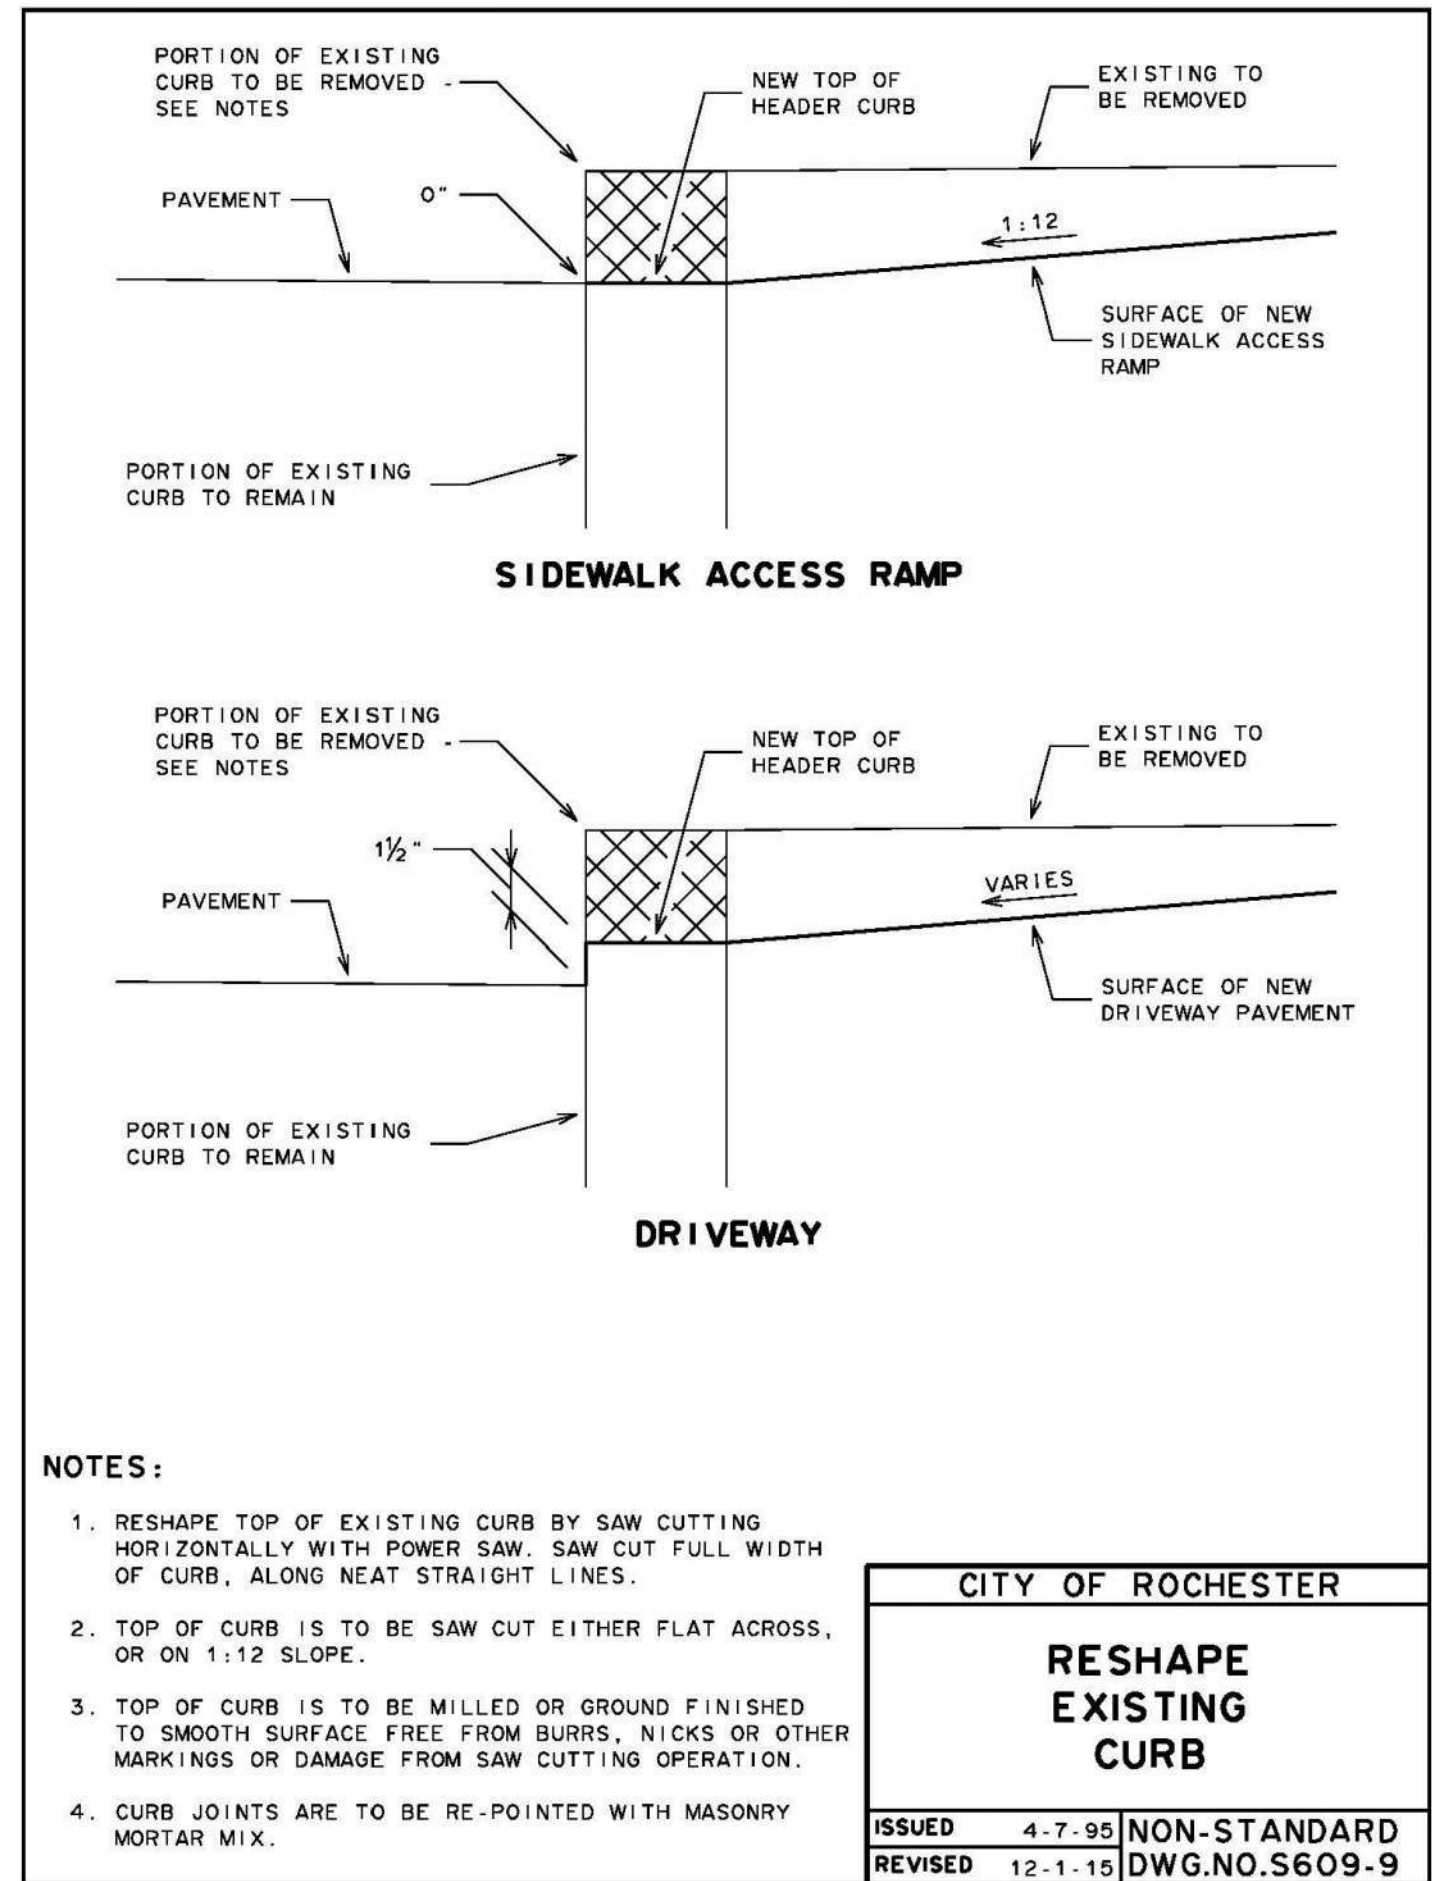 PORTION OF EXISTING
CURB TO BE REMOVED -
SEE NOTES
NEW TOP OF
HEADER CURB
EXISTING TO
BE REMOVED
PAVEMENT
0"
1:12
SURFACE OF NEW
SIDEWALK ACCESS
RAMP
PORTION OF EXISTING
CURB TO REMAIN
SIDEWALK ACCESS RAMP
PORTION OF EXISTING
CURB TO BE REMOVED -
SEE NOTES
NEW TOP OF
HEADER CURB
EXISTING TO
BE REMOVED
1½"
PAVEMENT
VARIES
SURFACE OF NEW
DRIVEWAY PAVEMENT
PORTION OF EXISTING
CURB TO REMAIN
DRIVEWAY
NOTES:
1. RESHAPE TOP OF EXISTING CURB BY SAW CUTTING
HORIZONTALLY WITH POWER SAW. SAW CUT FULL WIDTH
OF CURB, ALONG NEAT STRAIGHT LINES.
2. TOP OF CURB IS TO BE SAW CUT EITHER FLAT ACROSS,
OR ON 1:12 SLOPE.
3. TOP OF CURB IS TO BE MILLED OR GROUND FINISHED
TO SMOOTH SURFACE FREE FROM BURRS, NICKS OR OTHER
MARKINGS OR DAMAGE FROM SAW CUTTING OPERATION.
4. CURB JOINTS ARE TO BE RE-POINTED WITH MASONRY
MORTAR MIX.
CITY OF ROCHESTER
RESHAPE
EXISTING
CURB
ISSUED 4-7-95
REVISED 12-1-15
NON-STANDARD
DWG.NO.S609-9